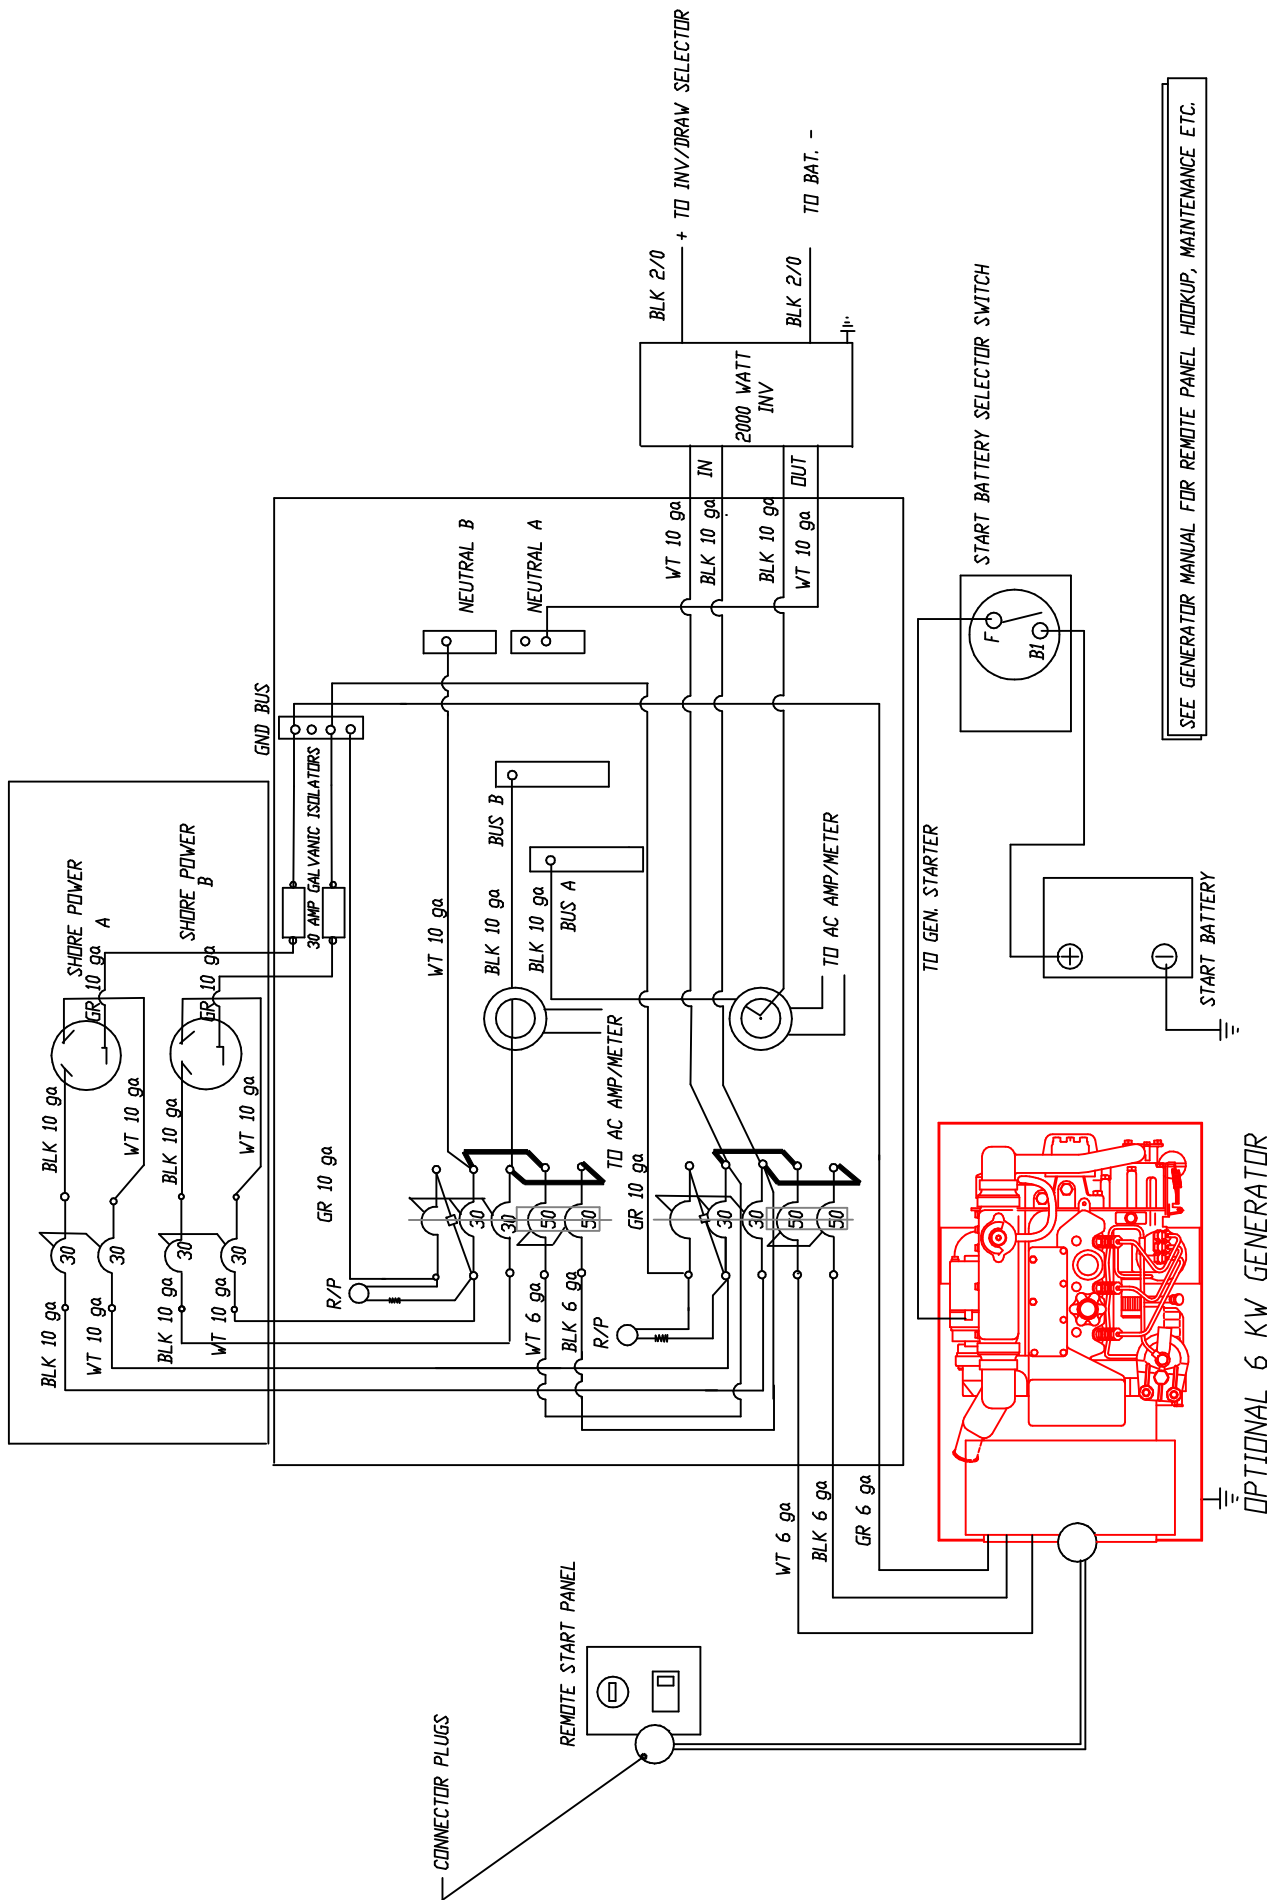 SHORE POWER
A
GR 10 ga
SHORE POWER
B
GR 10 ga
BLK 10 ga
WT 10 ga
BLK 10 ga
WT 10 ga
30
30
30
30
BLK 10 ga
WT 10 ga
BLK 10 ga
WT 10 ga
GND BUS
30 AMP GALVANIC ISOLATORS
NEUTRAL B
NEUTRAL A
BUS B
BUS A
WT 10 ga
BLK 10 ga
BLK 10 ga
GR 10 ga
R/P
30
30
50
50
TO AC AMP/METER
WT 6 ga
BLK 6 ga
R/P
GR 10 ga
30
30
50
50
TO AC AMP/METER
WT 10 ga
BLK 10 ga
IN
BLK 10 ga
WT 10 ga
OUT
2000 WATT
INV
BLK 2/0
+ TO INV/DRAW SELECTOR
BLK 2/0
TO BAT. -
START BATTERY SELECTOR SWITCH
F
B1
TO GEN. STARTER
START BATTERY
WT 6 ga
BLK 6 ga
GR 6 ga
REMOTE START PANEL
CONNECTOR PLUGS
OPTIONAL 6 KW GENERATOR
SEE GENERATOR MANUAL FOR REMOTE PANEL HOOKUP, MAINTENANCE ETC.